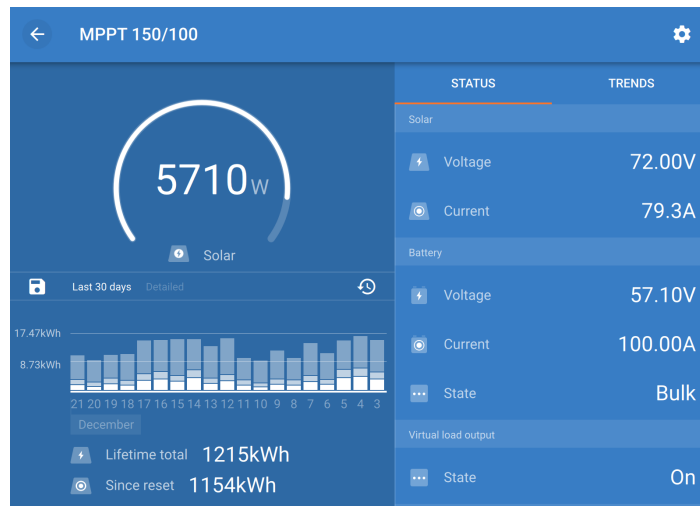 MPPT 150/100
5710W
Solar
Last 30 days Detailed
17.47kWh
8.73kWh
21 20 19 18 17 16 15 14 13 12 11 10 9 8 7 6 5 4 3
December
Lifetime total 1215kWh
Since reset 1154kWh
STATUS TRENDS
Solar
Voltage 72.00V
Current 79.3A
Battery
Voltage 57.10V
Current 100.00A
State Bulk
Virtual load output
State On